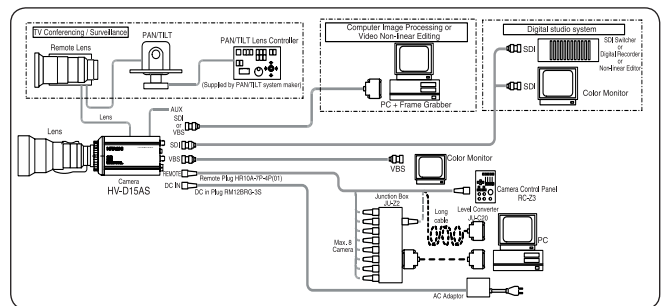 TV Conferencing / Surveillance
PAN/TILT
Remote Lens
PAN/TILT Lens Controller
(Supplied by PAN/TILT system maker)
Computer Image Processing or
Video Non-linear Editing
PC + Frame Grabber
Digital studio system
SDI
SDI Switcher
or
Digital Recorders
or
Non-linear Editor
SDI
Color Monitor
Lens
AUX
SDI
or
VBS
Lens
SDI
VBS
VBS
Color Monitor
HITACHI
Camera
HV-D15AS
REMOTE
Remote Plug HR10A-7P-4P(01)
DC IN
DC in Plug RM12BRG-3S
Junction Box
JU-Z2
Max. 8
Camera
Long
cable
Camera Control Panel
RC-Z3
Level Converter
JU-C20
PC
AC Adaptor